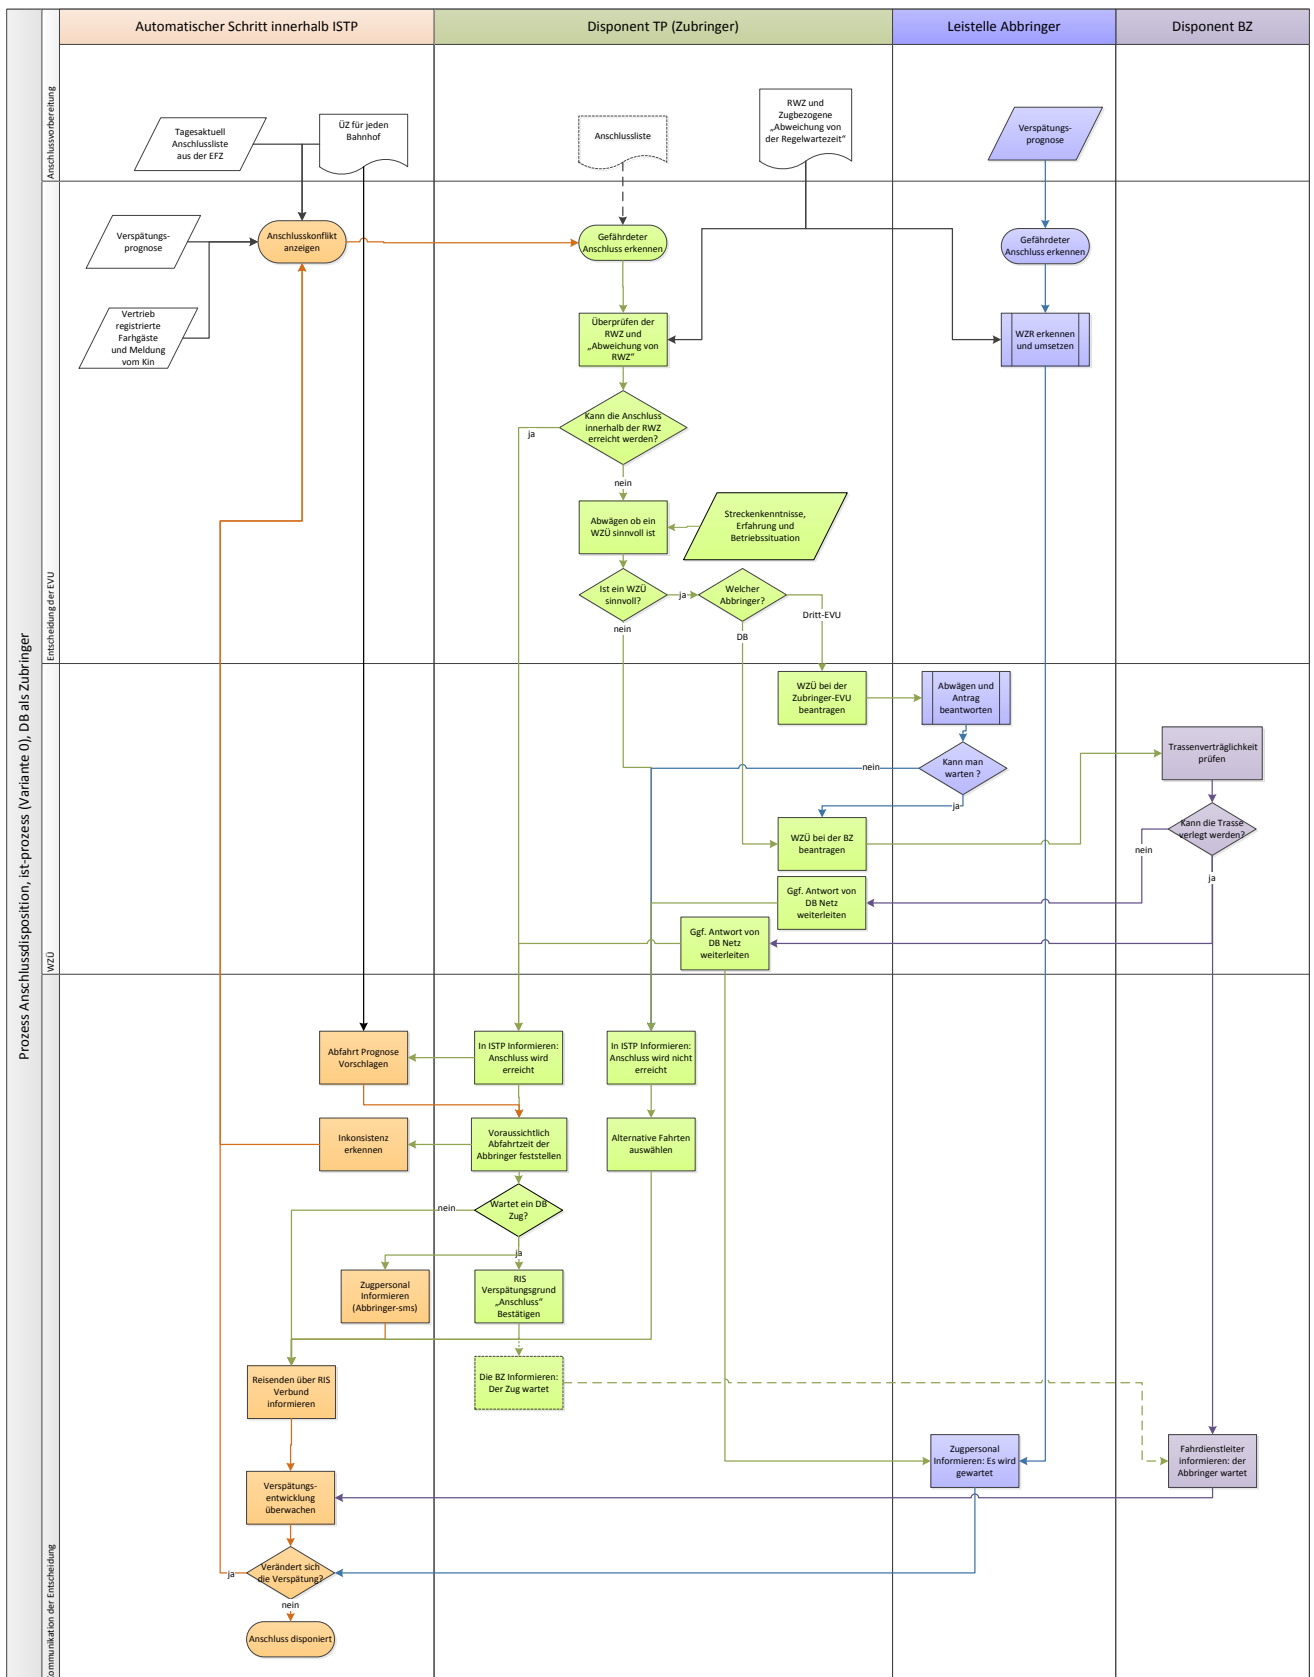 Prozess Anschlussdisposition, ist-prozess (Variante 0), DB als Zubringer
Automatischer Schritt innerhalb ISTP
Disponent TP (Zubringer)
Leistelle Abbringer
Disponent BZ
Anschlussvorbereitung
Tagesaktuell
Anschlussliste
aus der EFZ
ÜZ für jeden
Bahnhof
Anschlussliste
RWZ und
Zugbezogene
„Abweichung von
der Regelwartezeit“
Verspätungs-
prognose
Entscheidung der EVU
Verspätungs-
prognose
Anschlusskonflikt
anzeigen
Gefährdeter
Anschluss erkennen
Gefährdeter
Anschluss erkennen
Vertrieb
registrierte
Farhgäste
und Meldung
vom Kin
Überprüfen der
RWZ und
„Abweichung von
RWZ“
WZR erkennen
und umsetzen
Kann die Anschluss
innerhalb der RWZ
erreicht werden?
ja
nein
Abwägen ob ein
WZÜ sinnvoll ist
Streckenkenntnisse,
Erfahrung und
Betriebssituation
Ist ein WZÜ
sinnvoll?
ja
Welcher
Abbringer?
nein
DB
Dritt-EVU
WZÜ
WZÜ bei der
Zubringer-EVU
beantragen
Abwägen und
Antrag
beantworten
Kann man
warten ?
nein
ja
Trassenverträglichkeit
prüfen
WZÜ bei der BZ
beantragen
Kann die Trasse
verlegt werden?
nein
ja
Ggf. Antwort von
DB Netz
weiterleiten
Ggf. Antwort von
DB Netz
weiterleiten
Kommunikation der Entscheidung
Abfahrt Prognose
Vorschlagen
In ISTP Informieren:
Anschluss wird
erreicht
In ISTP Informieren:
Anschluss wird nicht
erreicht
Inkonsistenz
erkennen
Voraussichtlich
Abfahrtzeit der
Abbringer feststellen
Alternative Fahrten
auswählen
Wartet ein DB
Zug?
nein
ja
Zugpersonal
Informieren
(Abbringer-sms)
RIS
Verspätungsgrund
„Anschluss“
Bestätigen
Reisenden über RIS
Verbund
informieren
Die BZ Informieren:
Der Zug wartet
Zugpersonal
Informieren: Es wird
gewartet
Fahrdienstleiter
informieren: der
Abbringer wartet
Verspätungs-
entwicklung
überwachen
Verändert sich
die Verspätung?
ja
nein
Anschluss disponiert